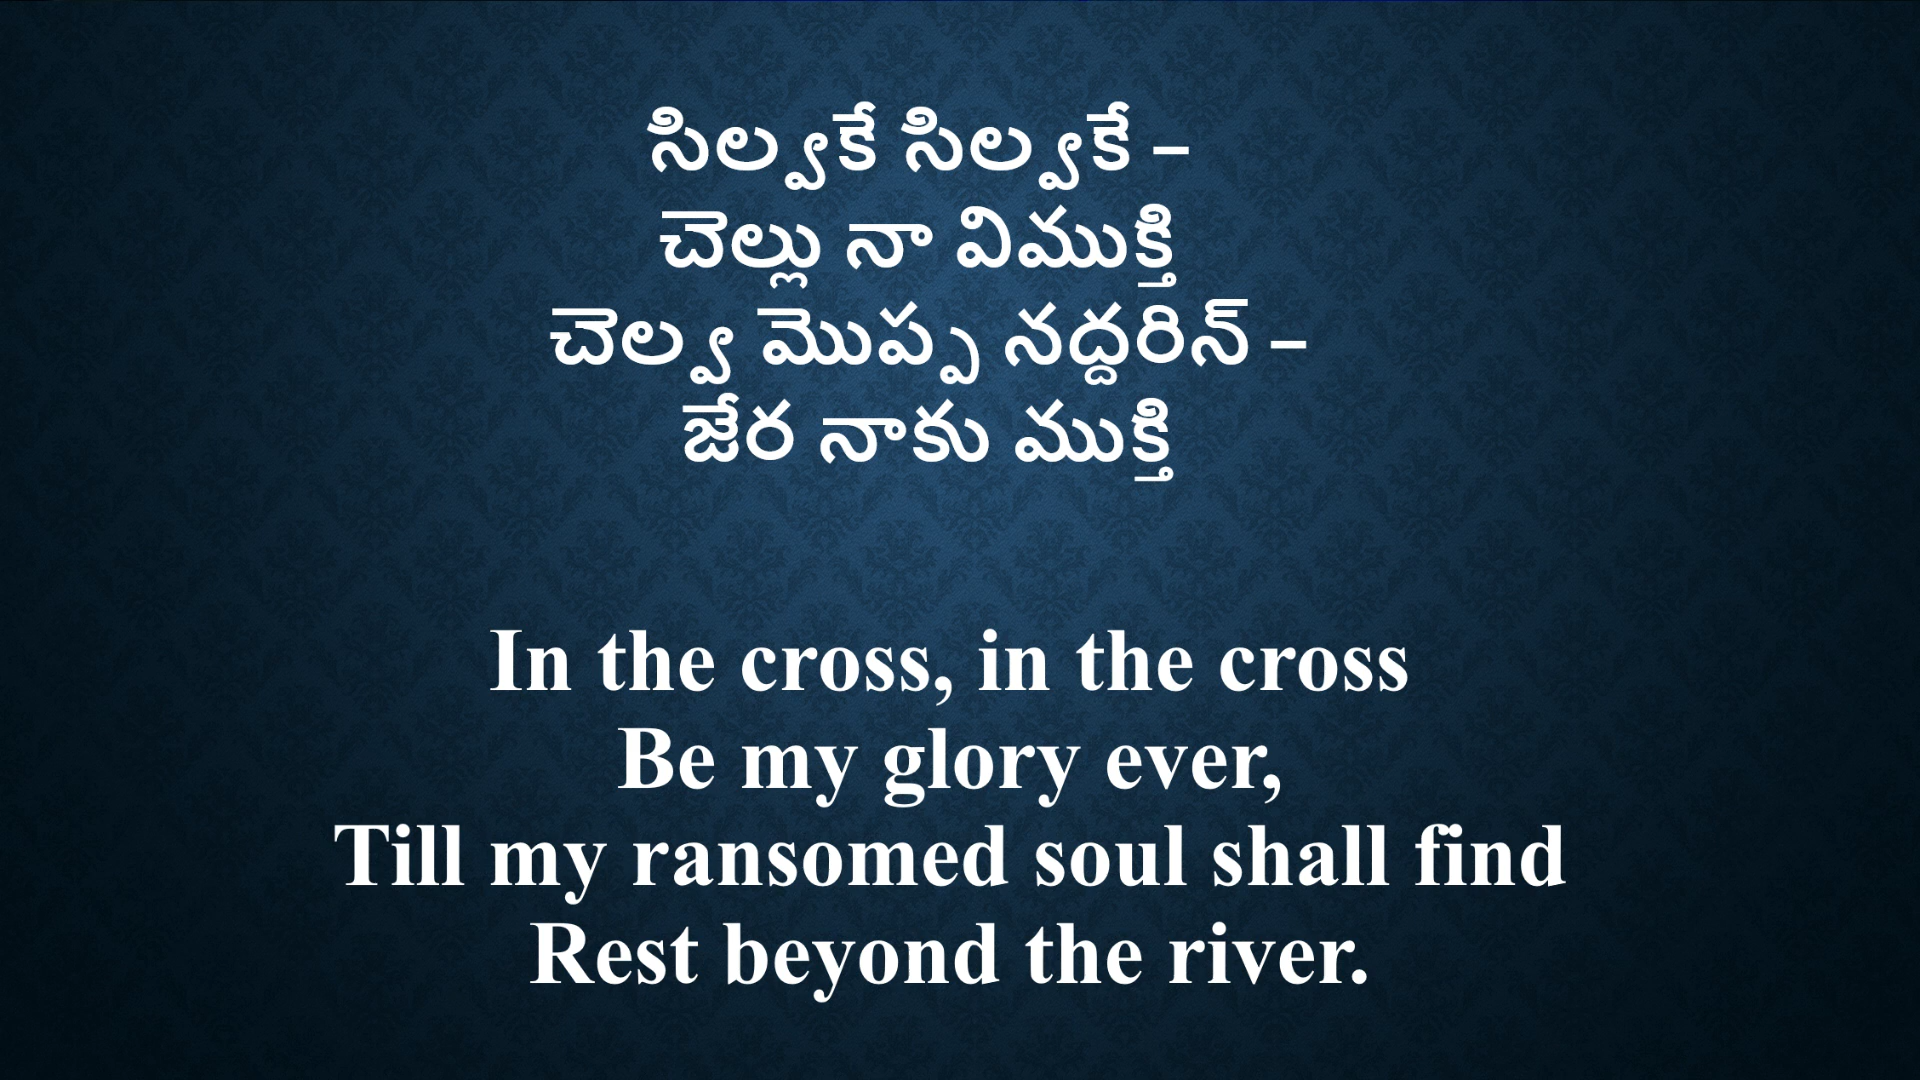 సిల్వకే సిల్వకే –
చెల్లు నా విముక్తి
చెల్వ మొప్ప నద్దరిన్ –
జేర నాకు ముక్తి
In the cross, in the cross
Be my glory ever,
Till my ransomed soul shall find
Rest beyond the river.